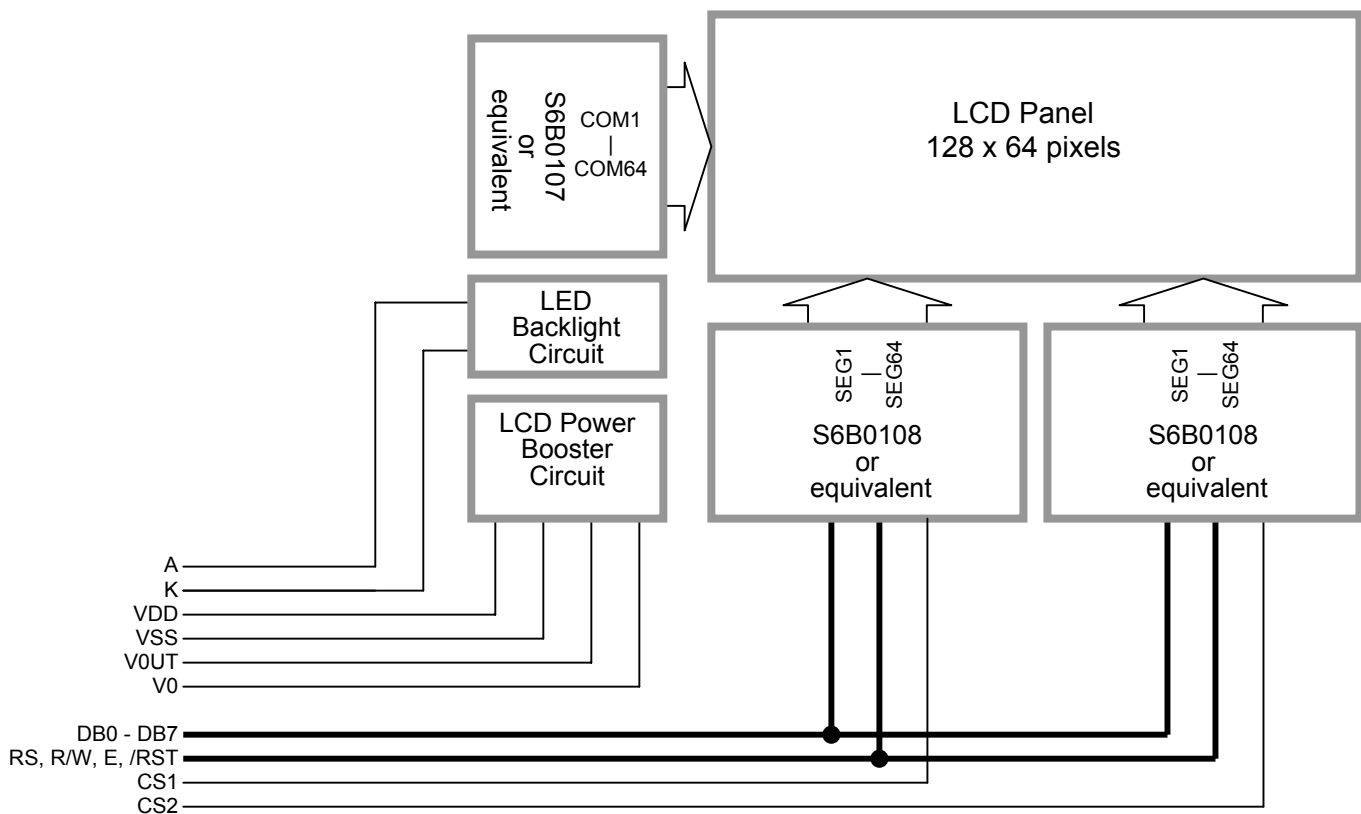 S6B0107
or
equivalent
COM1
|
COM64
LCD Panel
128 x 64 pixels
LED
Backlight
Circuit
LCD Power
Booster
Circuit
SEG1
|
SEG64
S6B0108
or
equivalent
SEG1
|
SEG64
S6B0108
or
equivalent
A
K
VDD
VSS
V0UT
V0
DB0 - DB7
RS, R/W, E, /RST
CS1
CS2